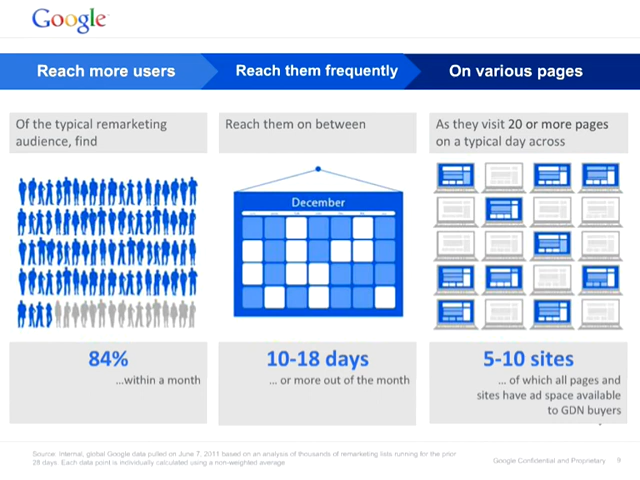 Google
Reach more users
Reach them frequently
On various pages
Of the typical remarketing
audience, find
Reach them on between
As they visit 20 or more pages
on a typical day across
December
84%
...within a month
10-18 days
... or more out of the month
5-10 sites
... of which all pages and
sites have ad space available
to GDN buyers
Source: Internal, global Google data pulled on June 7, 2011 based on an analysis of thousands of remarketing lists running for the prior
28 days. Each data point is individually calculated using a non-weighted average
Google Confidential and Proprietary 9